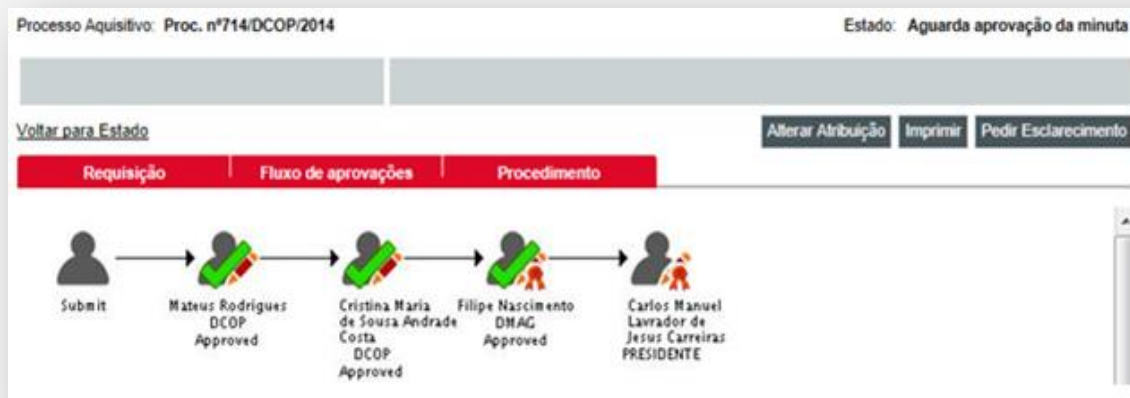 Processo Aquisitivo: Proc. nº714/DCOP/2014
Estado: Aguarda aprovação da minuta
Voltar para Estado
Alterar Atribuição
Imprimir
Pedir Esclarecimento
Requisição
Fluxo de aprovações
Procedimento
Submit
Mateus Rodrigues
DCOP
Approved
Cristina Maria
de Sousa Andrade
Costa
DCOP
Approved
Filipe Nascimento
DMAG
Approved
Carlos Manuel
Lavrador de
Jesus Carreiras
PRESIDENTE